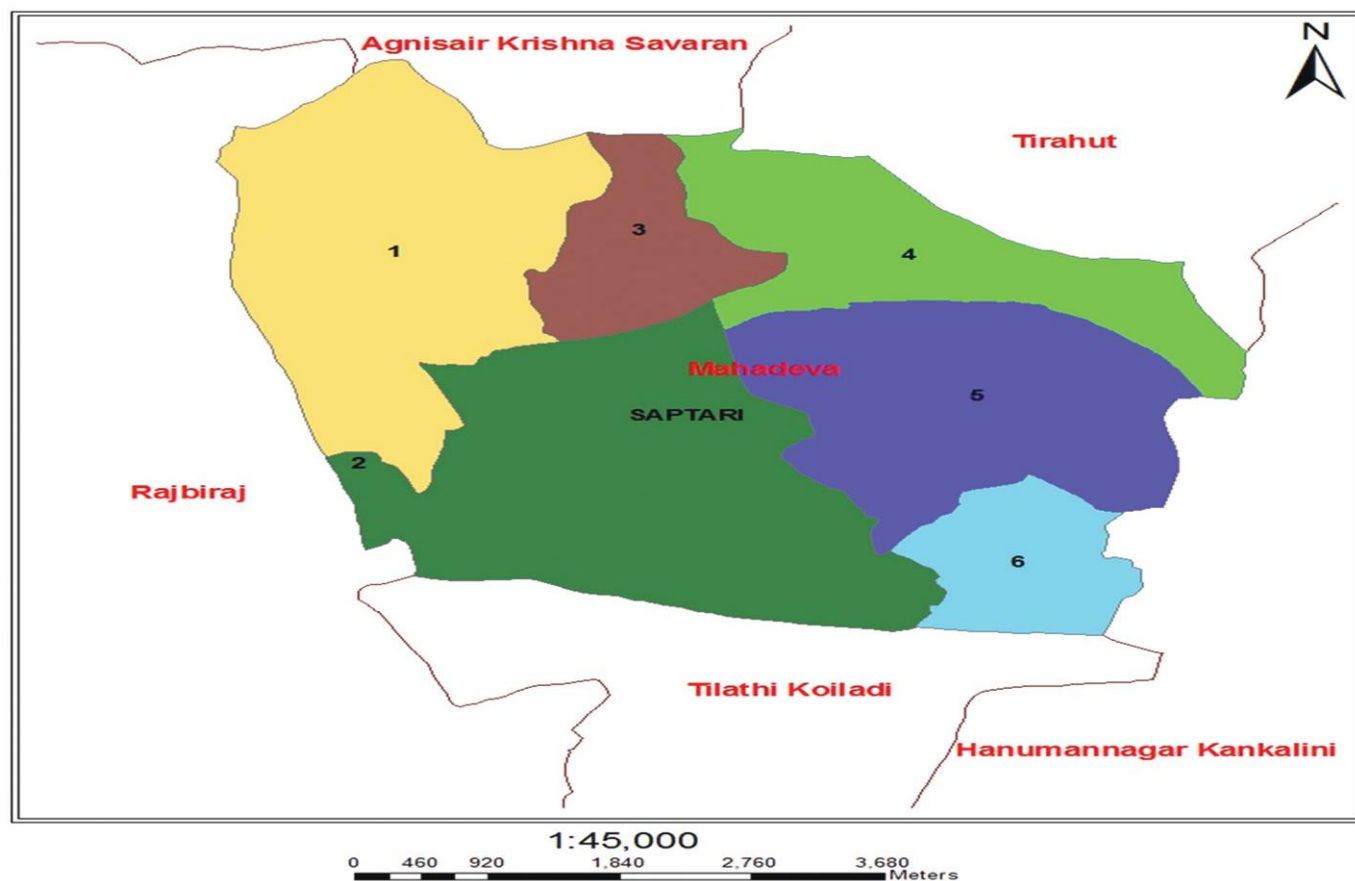 Agnisair Krishna Savaran
N
Tirahut
3
1
4
Mahadeva
5
SAPTARI
2
Rajbiraj
6
Tilathi Koiladi
Hanumannagar Kankalini
1:45,000
0 460 920 1,840 2,760 3,680
Meters